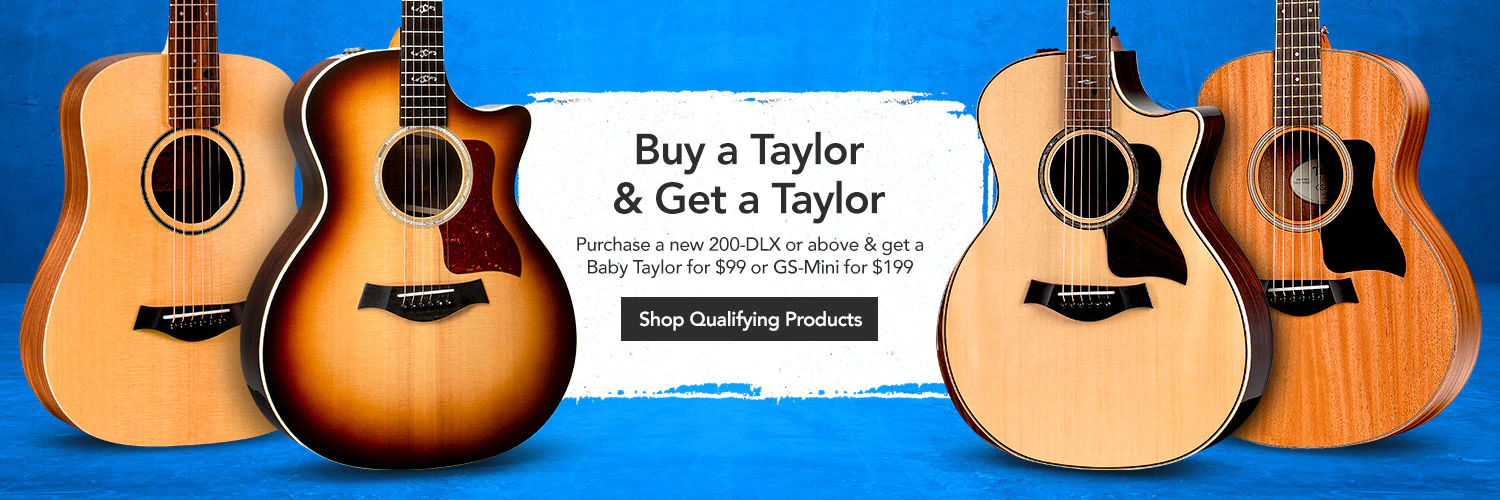 Buy a Taylor
& Get a Taylor
Purchase a new 200-DLX or above & get a
Baby Taylor for $99 or GS-Mini for $199
Shop Qualifying Products